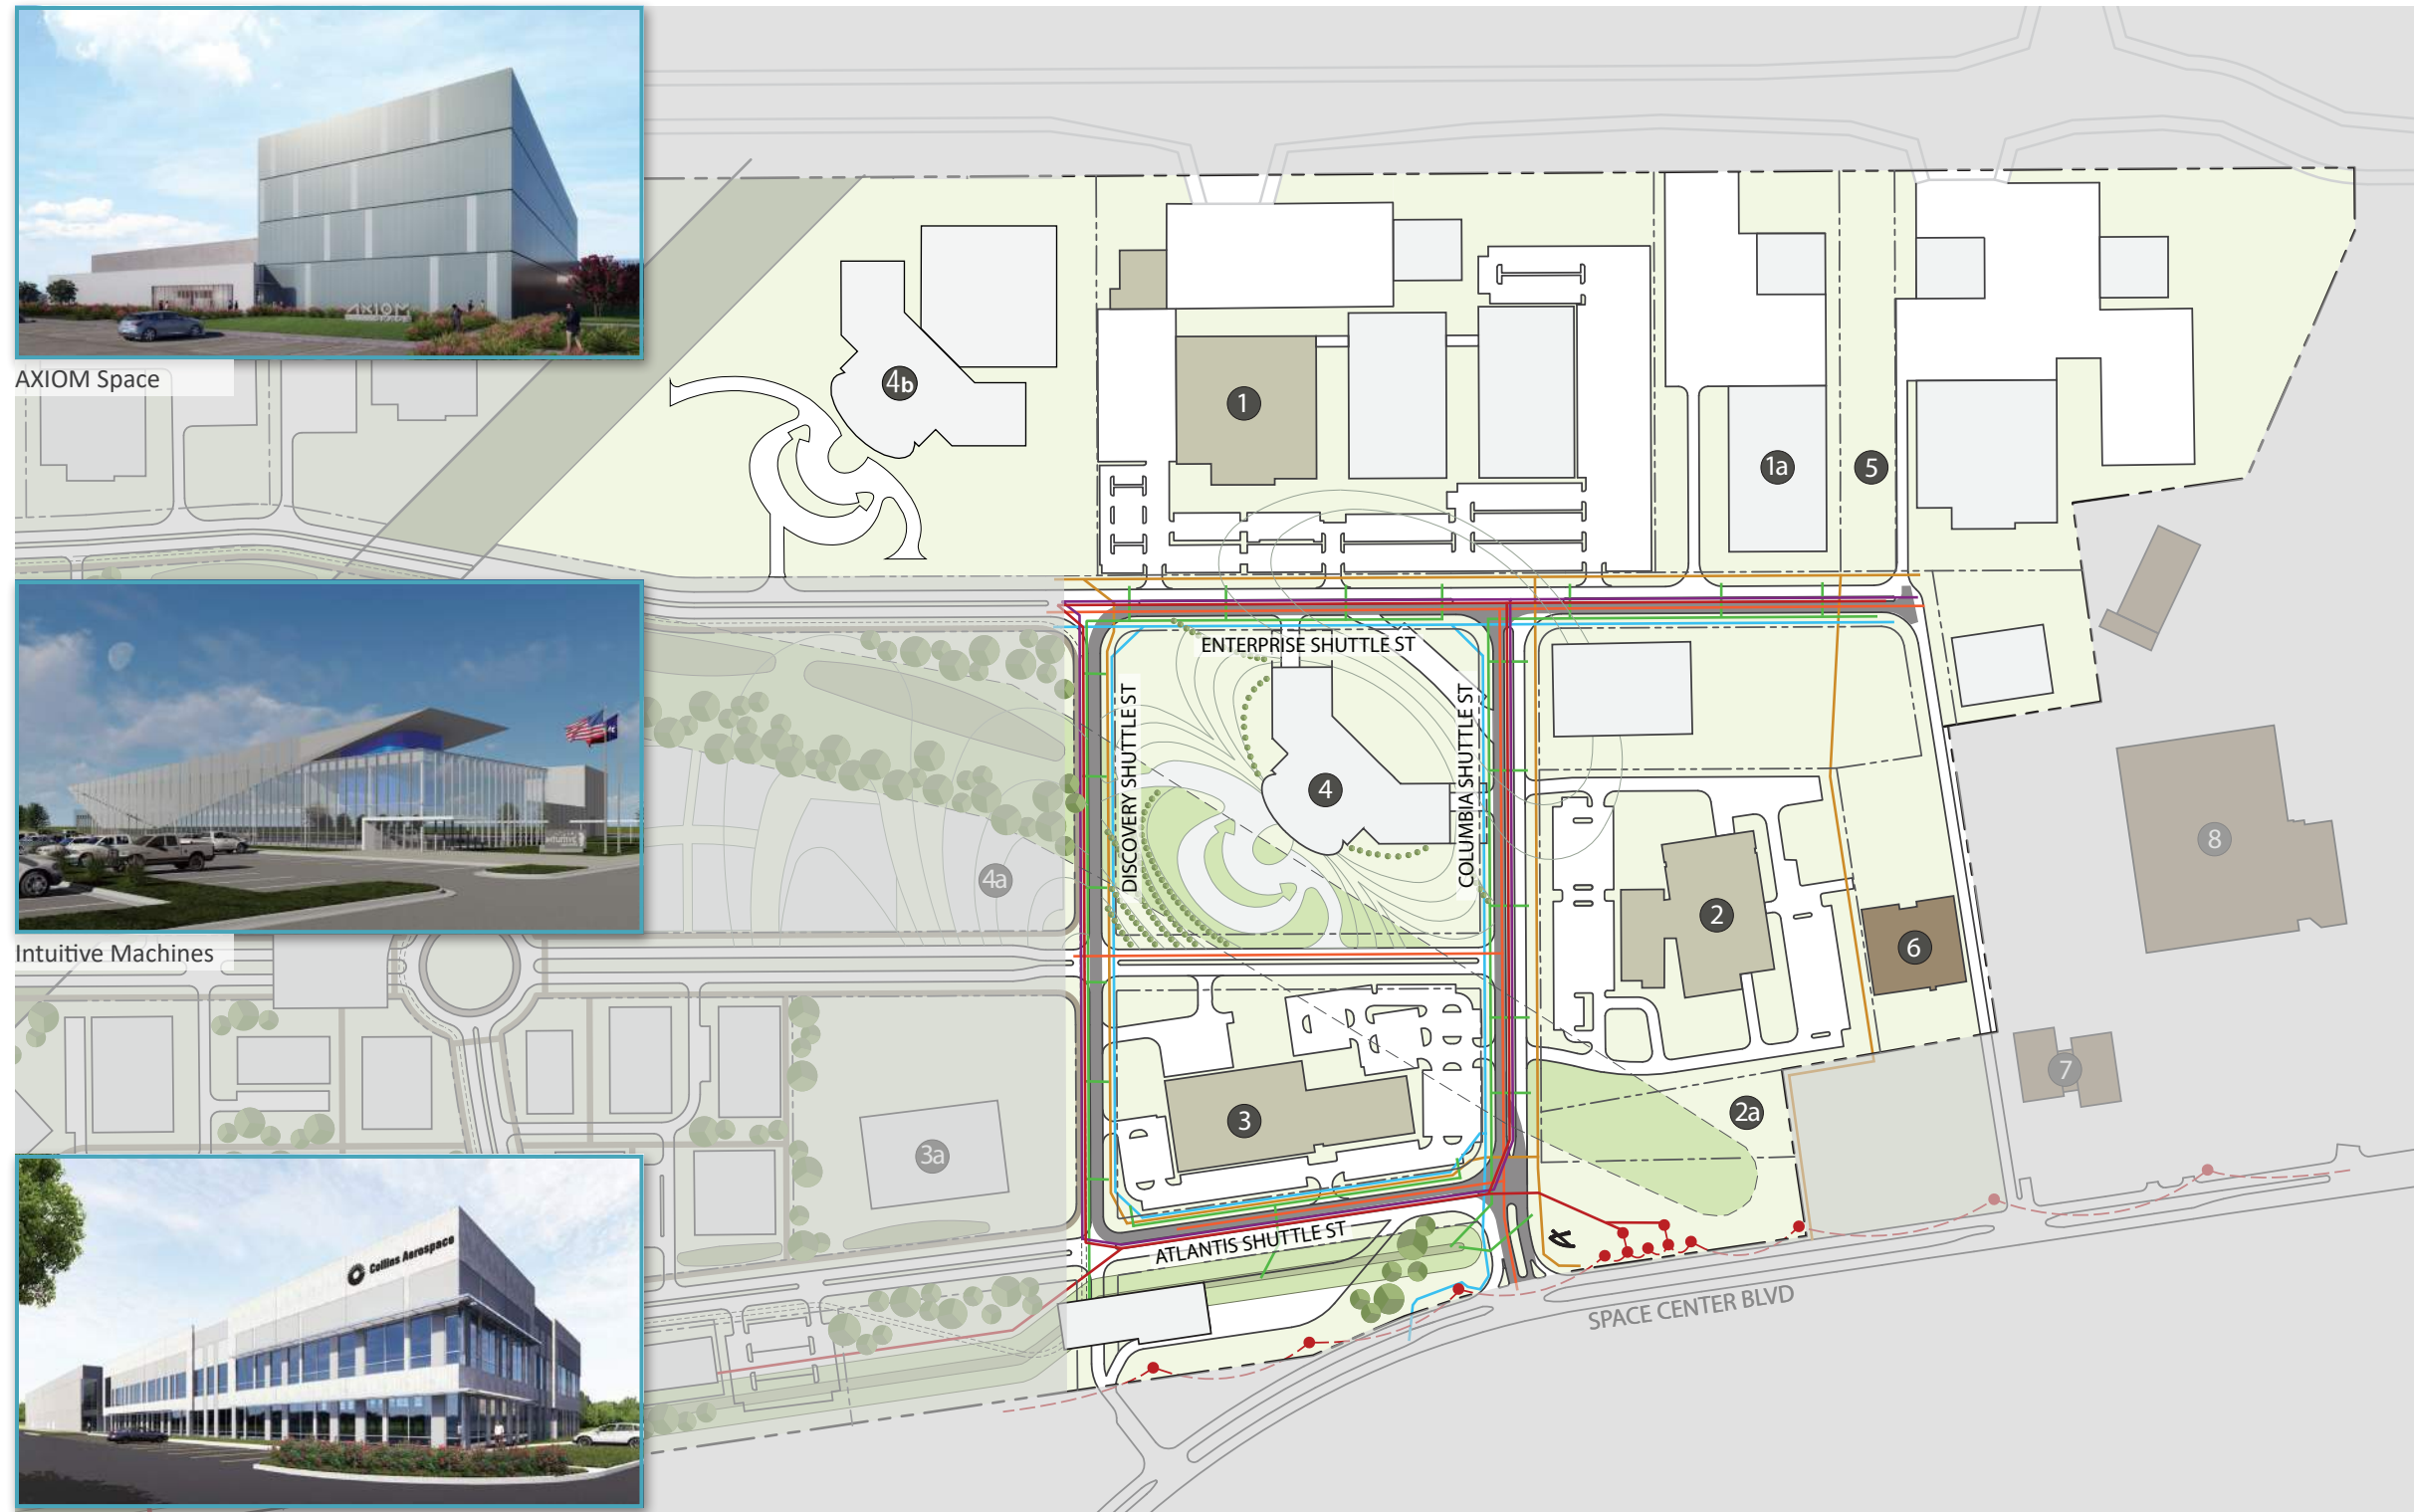 AXIOM
AXIOM Space
Intuitive Machines
Collins Aerospace
4b
1
1a
5
ENTERPRISE SHUTTLE ST
DISCOVERY SHUTTLE ST
COLUMBIA SHUTTLE ST
4
4a
2
6
8
3
3a
2a
7
ATLANTIS SHUTTLE ST
SPACE CENTER BLVD